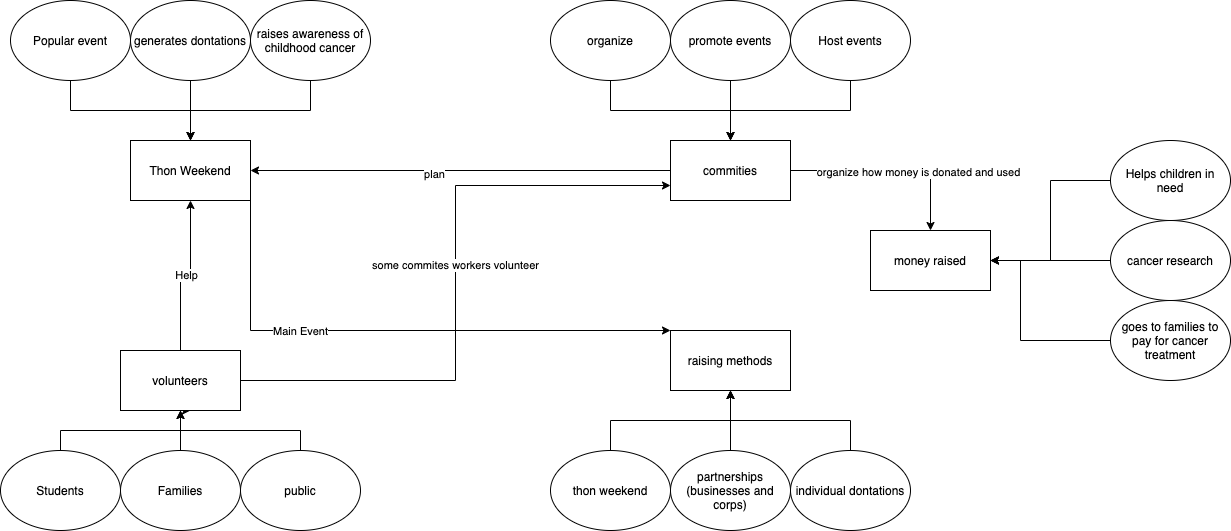 Popular event
generates dontations
raises awareness of
childhood cancer
organize
promote events
Host events
Thon Weekend
plan
commities
organize how money is donated and used
Helps children in
need
money raised
cancer research
some commites workers volunteer
Help
Main Event
goes to families to
pay for cancer
treatment
raising methods
volunteers
Students
Families
public
thon weekend
partnerships
(businesses and
corps)
individual dontations